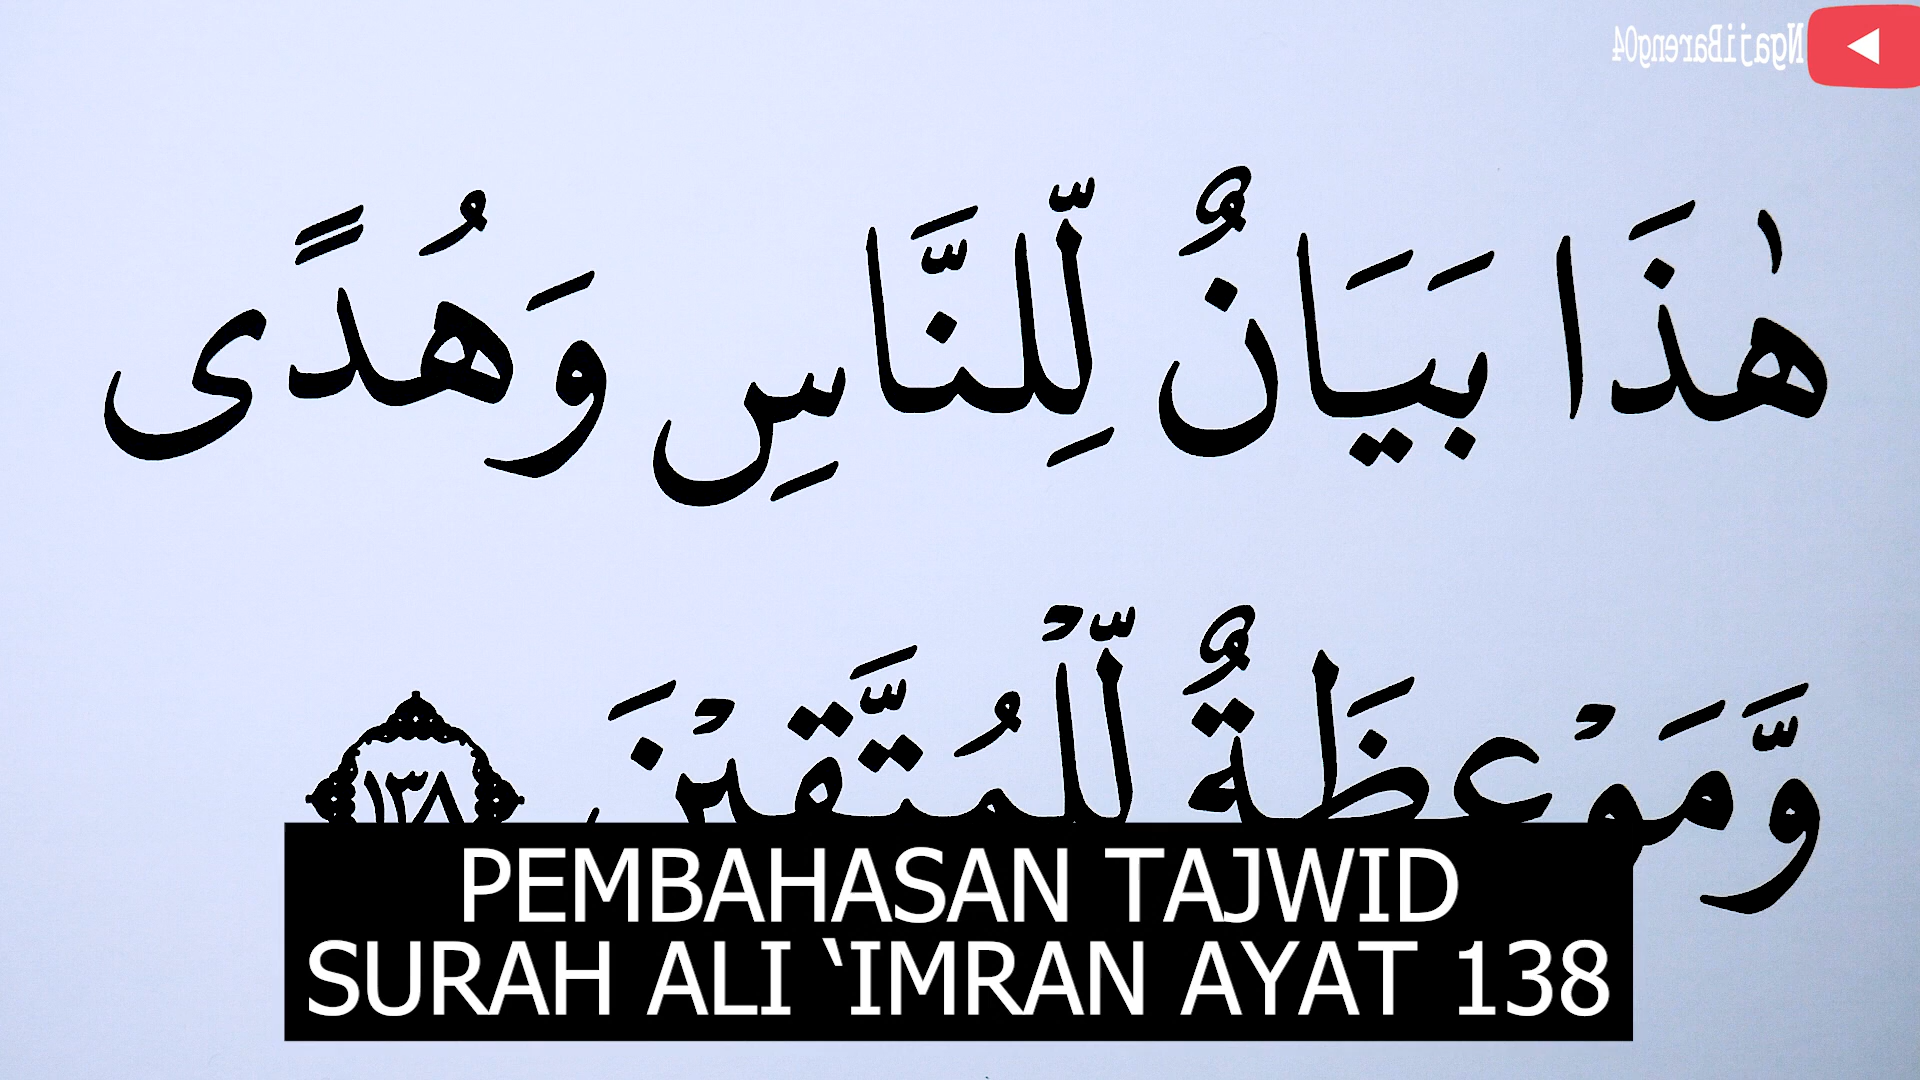 NgajiBareng04
هٰذَا بَيَانٌ لِّلنَّاسِ وَهُدًى
وَّمَوْعِظَةٌ لِّلْمُتَّقِيْنَ ١٣٨
PEMBAHASAN TAJWID
SURAH ALI ‘IMRAN AYAT 138